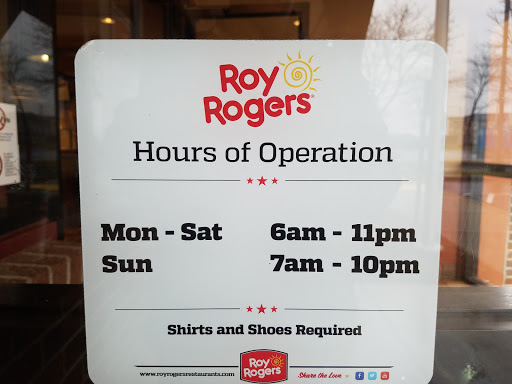 Roy
Rogers
Hours of Operation
Mon - Sat 6am - 11pm
Sun 7am - 10pm
Shirts and Shoes Required
www.royrogersrestaurants.com
Roy
Rogers
Share the Love